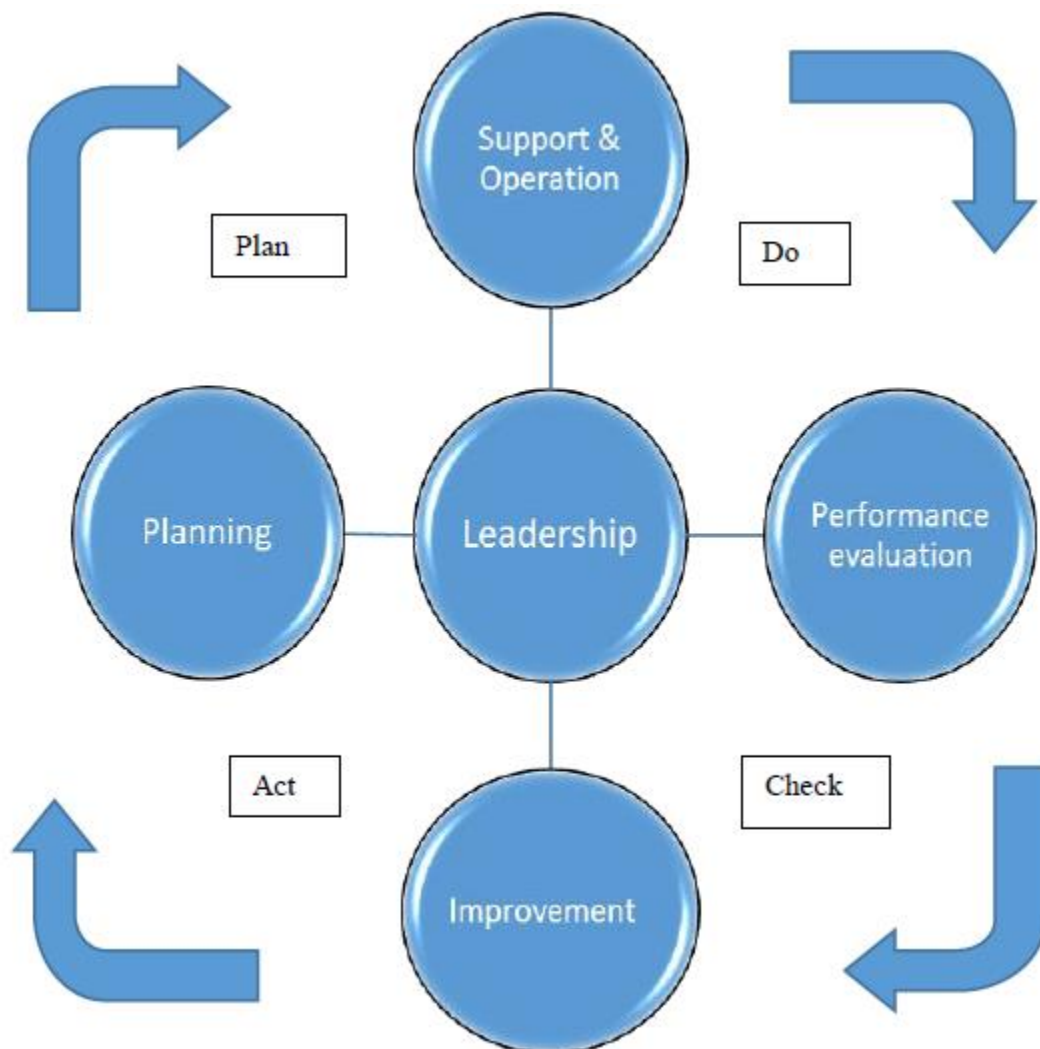 Support &
Operation
Plan
Do
Planning
Leadership
Performance
evaluation
Act
Check
Improvement